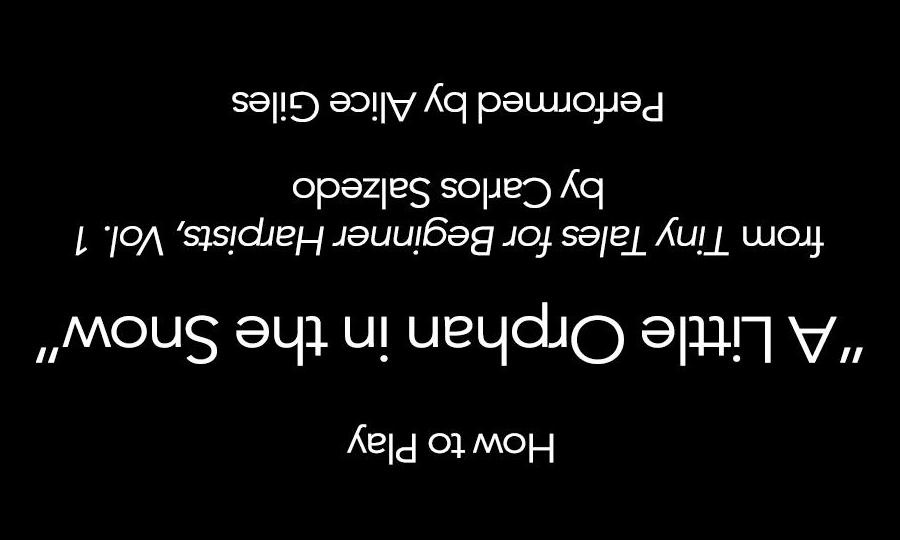 How to Play
"A Little Orphan in the Snow"
from Tiny Tales for Beginner Harpists, Vol. 1
by Carlos Salzedo
Performed by Alice Giles